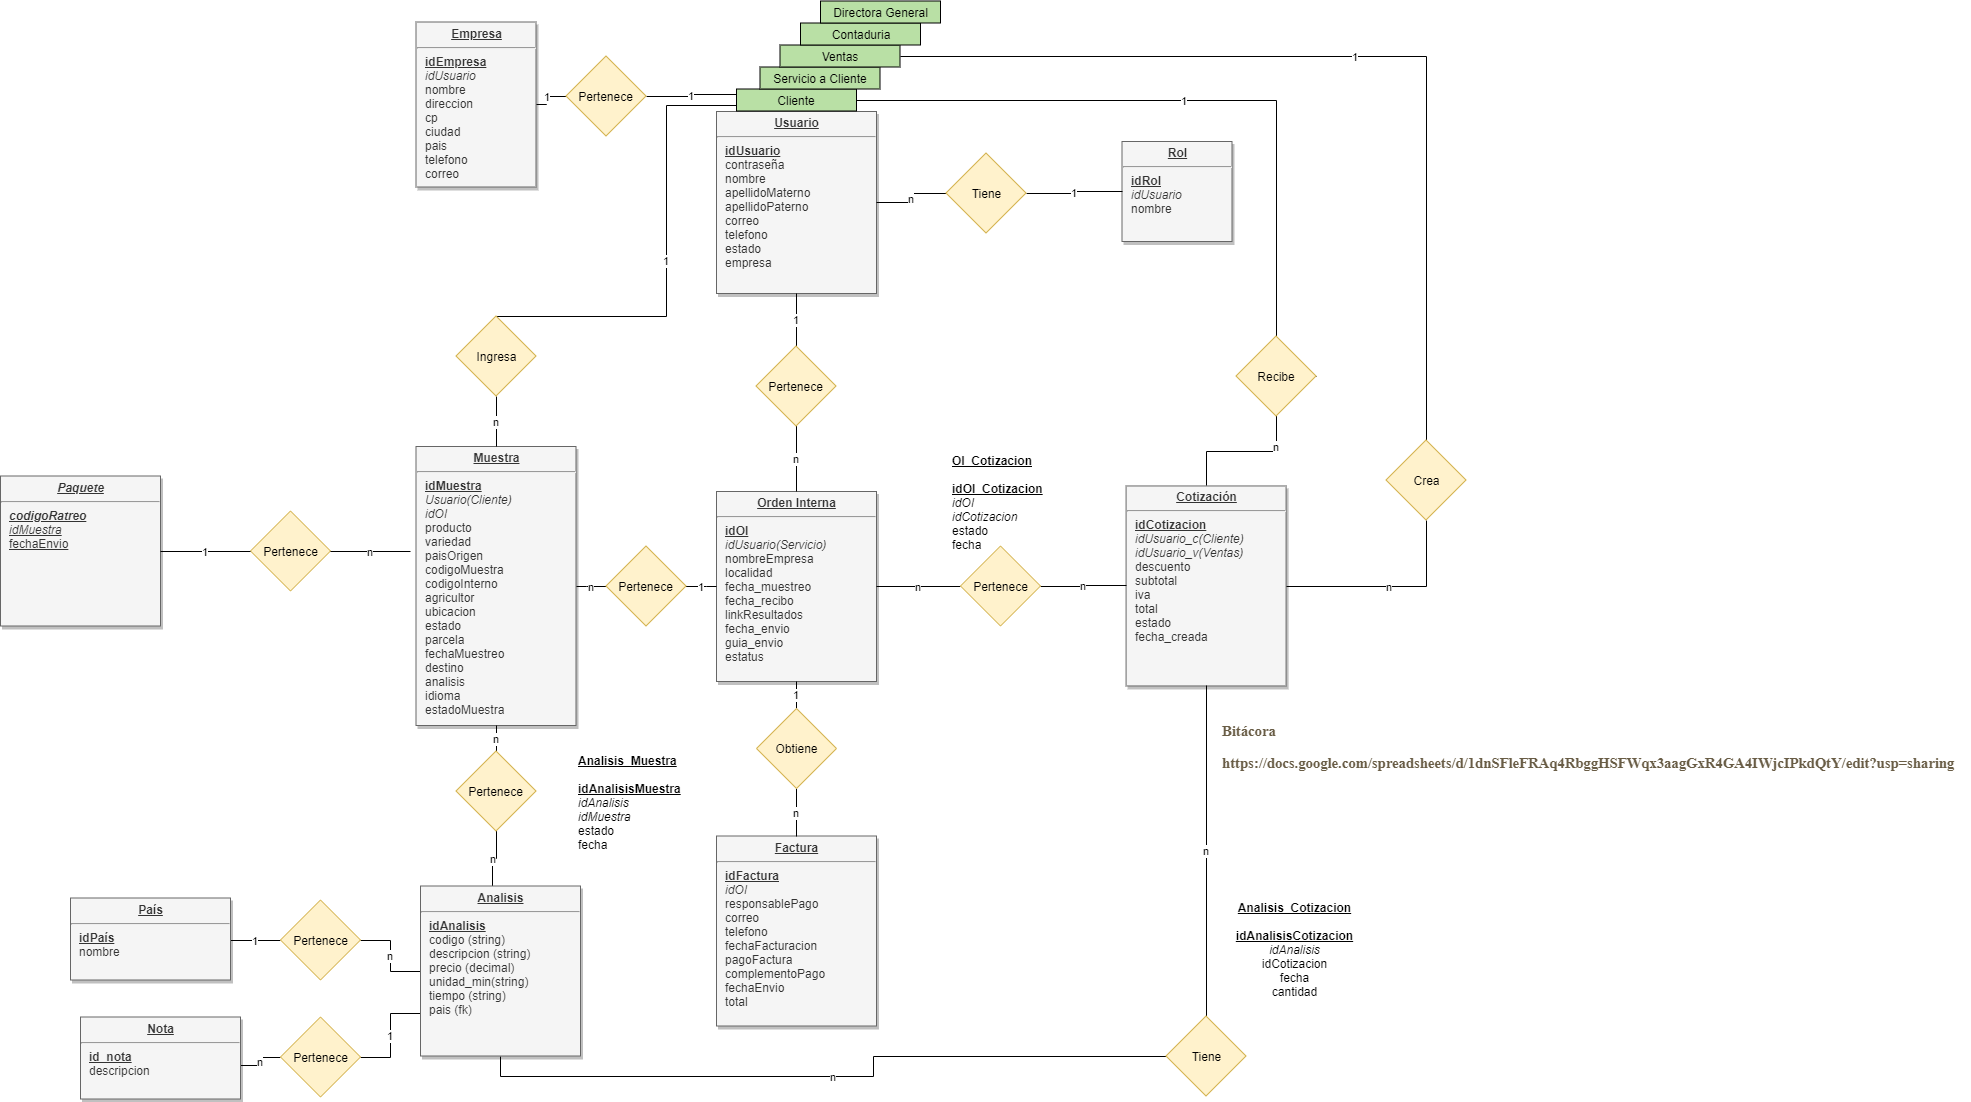 Directora General
Contaduria
Ventas
Servicio a Cliente
Cliente
1
1
Empresa
idEmpresa
idUsuario
nombre
direccion
cp
ciudad
pais
telefono
correo
1
Pertenece
1
Usuario
idUsuario
contraseña
nombre
apellidoMaterno
apellidoPaterno
correo
telefono
estado
empresa
n
Tiene
1
Rol
idRol
idUsuario
nombre
1
Ingresa
n
1
Pertenece
n
Recibe
n
Crea
n
Paquete
codigoRatreo
idMuestra
fechaEnvio
1
Pertenece
n
Muestra
idMuestra
Usuario(Cliente)
idOI
producto
variedad
paisOrigen
codigoMuestra
codigoInterno
agricultor
ubicacion
estado
parcela
fechaMuestreo
destino
analisis
idioma
estadoMuestra
n
Pertenece
1
Orden Interna
idOI
idUsuario(Servicio)
nombreEmpresa
localidad
fecha_muestreo
fecha_recibo
linkResultados
fecha_envio
guia_envio
estatus
OI_Cotizacion
idOI_Cotizacion
idOI
idCotizacion
estado
fecha
n
Pertenece
n
Cotización
idCotizacion
idUsuario_c(Cliente)
idUsuario_v(Ventas)
descuento
subtotal
iva
total
estado
fecha_creada
Bitácora
https://docs.google.com/spreadsheets/d/1dnSFleFRAq4RbggHSFWqx3aagGxR4GA4IWjcIPkdQtY/edit?usp=sharing
n
Pertenece
n
Analisis_Muestra
idAnalisisMuestra
idAnalisis
idMuestra
estado
fecha
1
Obtiene
n
Factura
idFactura
idOI
responsablePago
correo
telefono
fechaFacturacion
pagoFactura
complementoPago
fechaEnvio
total
n
Analisis_Cotizacion
idAnalisisCotizacion
idAnalisis
idCotizacion
fecha
cantidad
Tiene
n
País
idPaís
nombre
1
Pertenece
n
Analisis
idAnalisis
codigo (string)
descripcion (string)
precio (decimal)
unidad_min(string)
tiempo (string)
pais (fk)
Nota
id_nota
descripcion
n
Pertenece
1